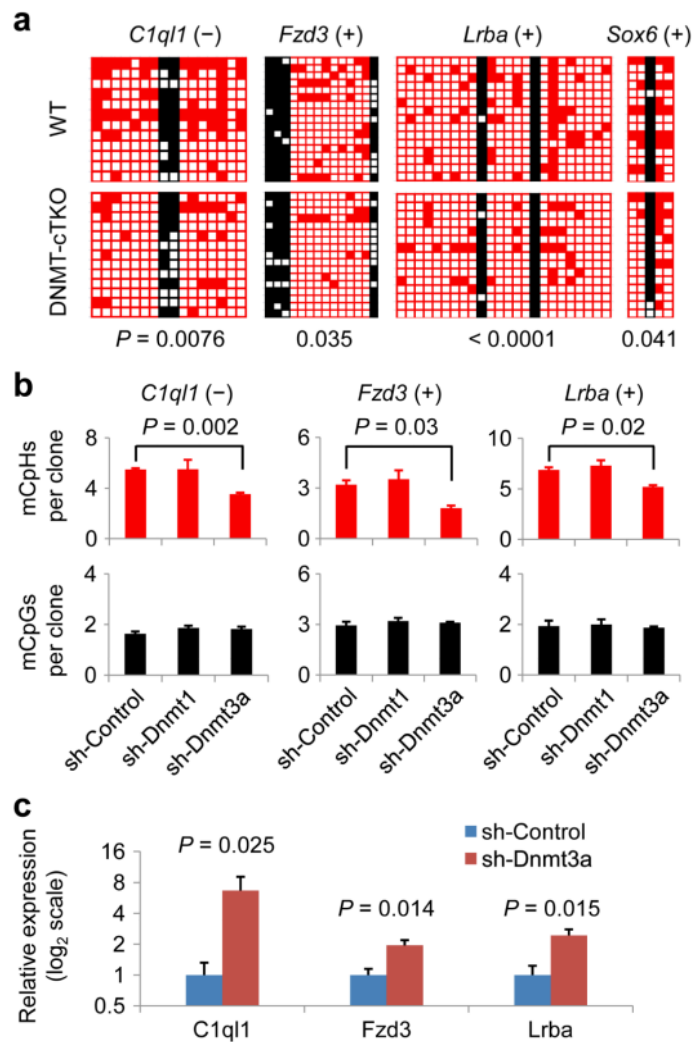 a
C1ql1 (−) Fzd3 (+) Lrba (+) Sox6 (+)
WT
DNMT-cTKO
P = 0.0076 0.035 < 0.0001 0.041
b
C1ql1 (−) Fzd3 (+) Lrba (+)
P = 0.002 P = 0.03 P = 0.02
mCpHs
per clone
8
4
0
6
3
0
10
5
0
mCpGs
per clone
4
2
0
6
3
0
4
2
0
sh-Control
sh-Dnmt1
sh-Dnmt3a
sh-Control
sh-Dnmt1
sh-Dnmt3a
sh-Control
sh-Dnmt1
sh-Dnmt3a
c
Relative expression
(log2 scale)
16
8
4
2
1
0.5
sh-Control
sh-Dnmt3a
P = 0.025
P = 0.014
P = 0.015
C1ql1 Fzd3 Lrba